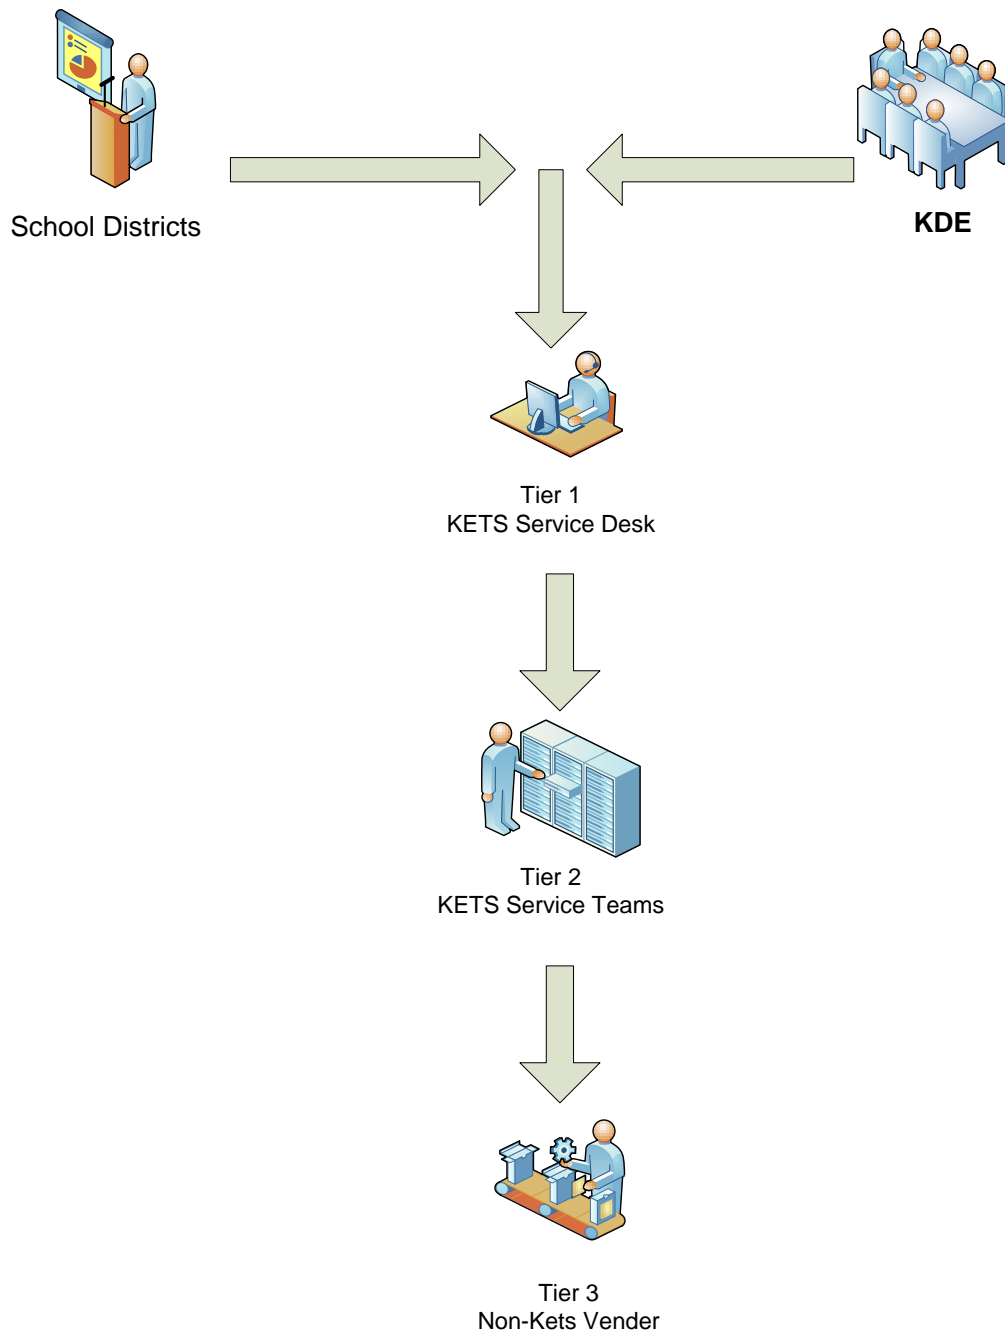 School Districts
KDE
Tier 1
KETS Service Desk
Tier 2
KETS Service Teams
Tier 3
Non-Kets Vender